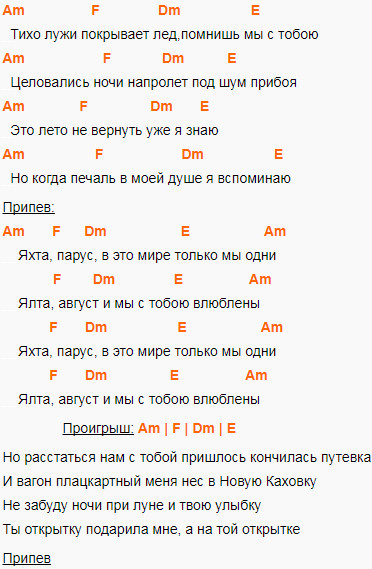 Am F Dm E
Тихо лужи покрывает лед,помнишь мы с тобою
Am F Dm E
Целовались ночи напролет под шум прибоя
Am F Dm E
Это лето не вернуть уже я знаю
Am F Dm E
Но когда печаль в моей душе я вспоминаю
Припев:
Am F Dm E Am
Яхта, парус, в это мире только мы одни
F Dm E Am
Ялта, август и мы с тобою влюблены
F Dm E Am
Яхта, парус, в это мире только мы одни
F Dm E Am
Ялта, август и мы с тобою влюблены
Проигрыш: Am | F | Dm | E
Но расстаться нам с тобой пришлось кончилась путевка
И вагон плацкартный меня нес в Новую Каховку
Не забуду ночи при луне и твою улыбку
Ты открытку подарила мне, а на той открытке
Припев